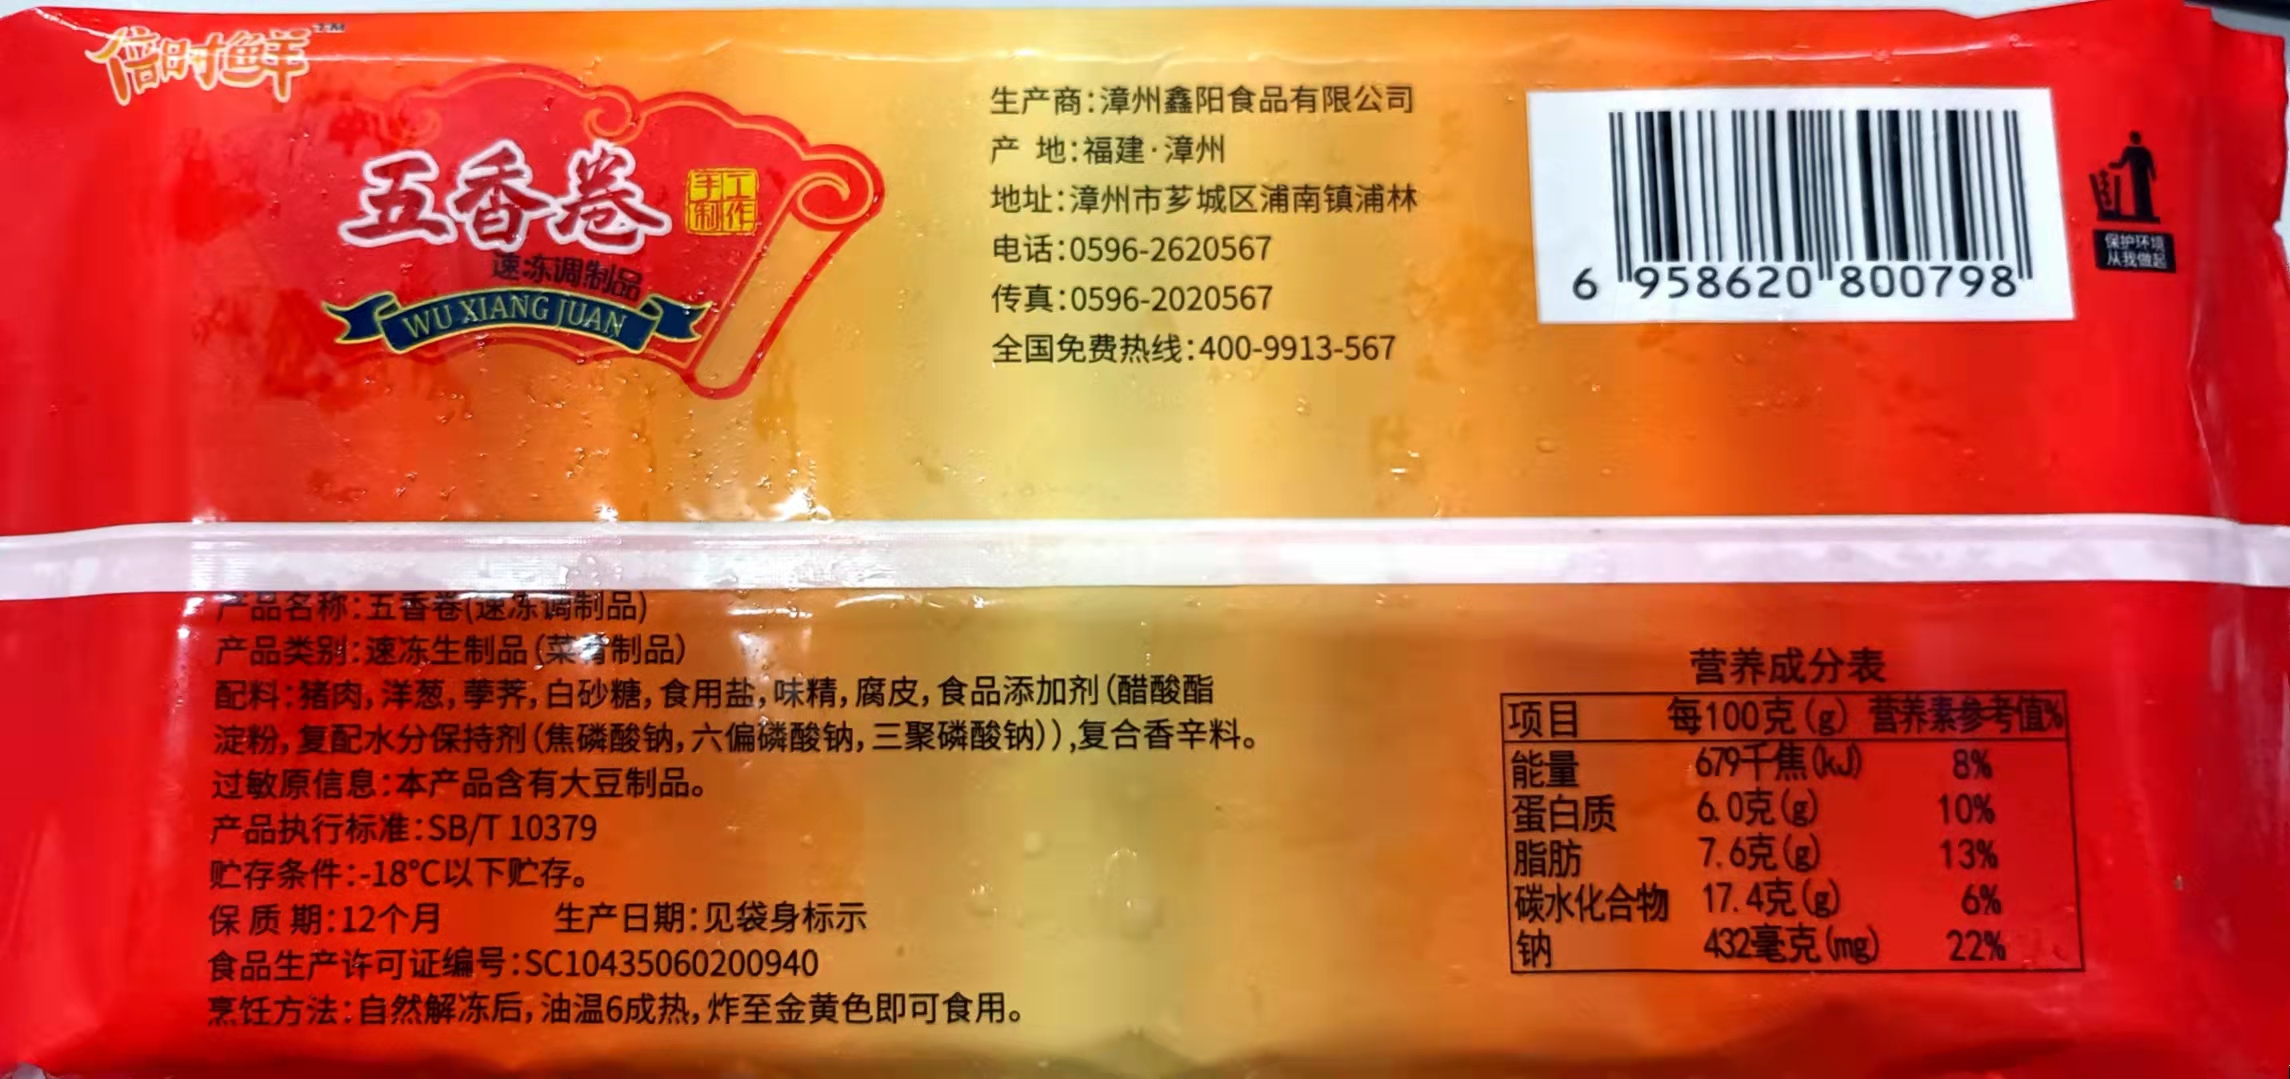 倍时鲜 TM
五香卷
手工
制作
速冻调制品
WU XIANG JUAN
生产商:漳州鑫阳食品有限公司
产 地:福建·漳州
地址:漳州市芗城区浦南镇浦林
电话:0596-2620567
传真:0596-2020567
全国免费热线:400-9913-567
6 958620 800798
保护环境
从我做起
产品名称:五香卷(速冻调制品)
产品类别:速冻生制品(菜肴制品)
配料:猪肉,洋葱,荸荠,白砂糖,食用盐,味精,腐皮,食品添加剂(醋酸酯
淀粉,复配水分保持剂(焦磷酸钠,六偏磷酸钠,三聚磷酸钠)),复合香辛料。
过敏原信息:本产品含有大豆制品。
产品执行标准:SB/T 10379
贮存条件:-18℃以下贮存。
保 质 期:12个月 生产日期:见袋身标示
食品生产许可证编号:SC10435060200940
烹饪方法:自然解冻后,油温6成热,炸至金黄色即可食用。
营养成分表
项目 每100克(g) 营养素参考值%
能量 679千焦(kJ) 8%
蛋白质 6.0克(g) 10%
脂肪 7.6克(g) 13%
碳水化合物 17.4克(g) 6%
钠 432毫克(mg) 22%